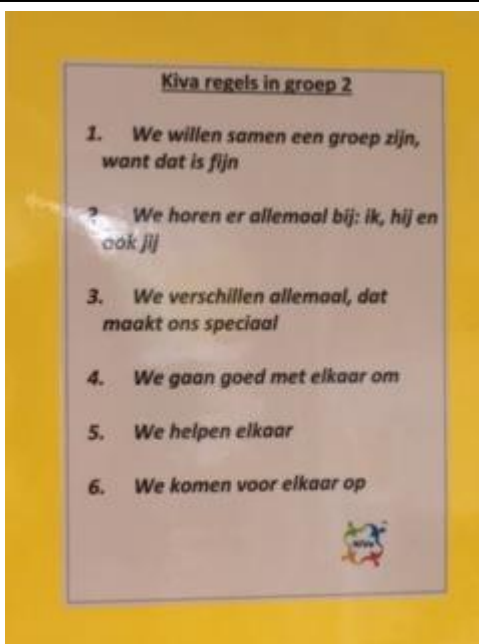 Kiva regels in groep 2
1. We willen samen een groep zijn,
want dat is fijn
2. We horen er allemaal bij: ik, hij en
ook jij
3. We verschillen allemaal, dat
maakt ons speciaal
4. We gaan goed met elkaar om
5. We helpen elkaar
6. We komen voor elkaar op
KiVa